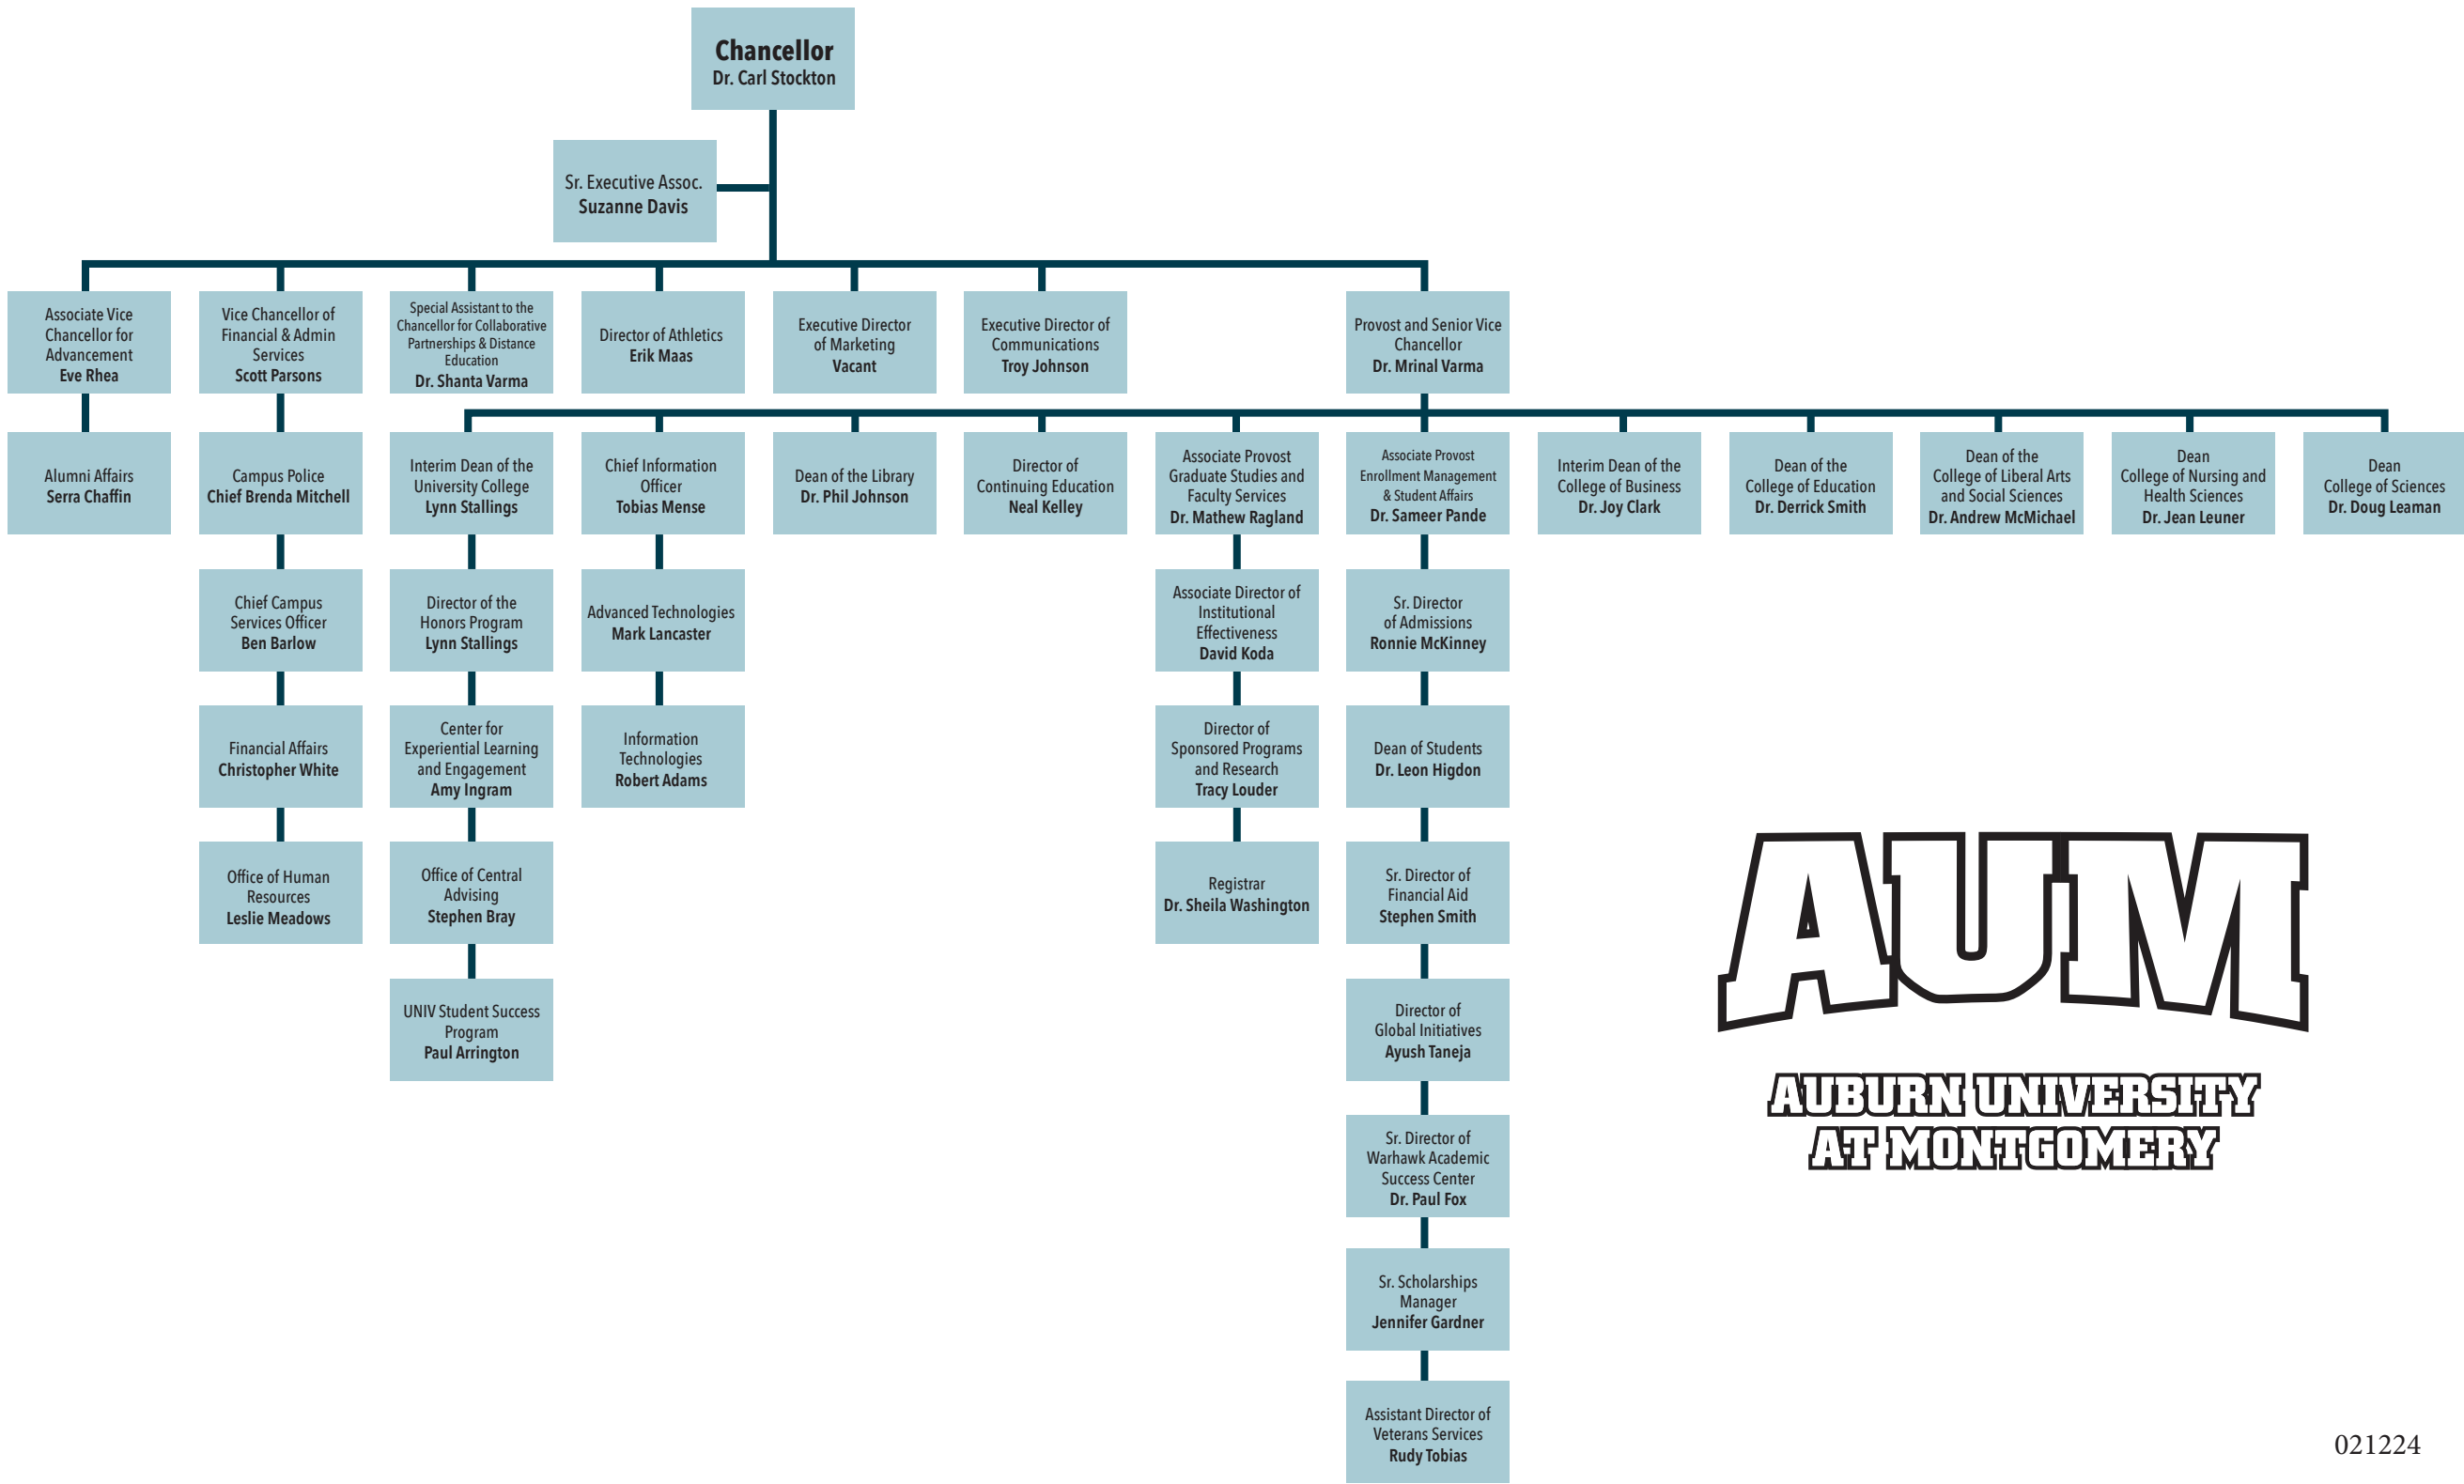 Chancellor
Dr. Carl Stockton
Sr. Executive Assoc.
Suzanne Davis
Associate Vice
Chancellor for
Advancement
Eve Rhea
Vice Chancellor of
Financial & Admin
Services
Scott Parsons
Special Assistant to the
Chancellor for Collaborative
Partnerships & Distance
Education
Dr. Shanta Varma
Director of Athletics
Erik Maas
Executive Director
of Marketing
Vacant
Executive Director of
Communications
Troy Johnson
Provost and Senior Vice
Chancellor
Dr. Mrinal Varma
Alumni Affairs
Serra Chaffin
Campus Police
Chief Brenda Mitchell
Interim Dean of the
University College
Lynn Stallings
Chief Information
Officer
Tobias Mense
Dean of the Library
Dr. Phil Johnson
Director of
Continuing Education
Neal Kelley
Associate Provost
Graduate Studies and
Faculty Services
Dr. Mathew Ragland
Associate Provost
Enrollment Management
& Student Affairs
Dr. Sameer Pande
Interim Dean of the
College of Business
Dr. Joy Clark
Dean of the
College of Education
Dr. Derrick Smith
Dean of the
College of Liberal Arts
and Social Sciences
Dr. Andrew McMichael
Dean
College of Nursing and
Health Sciences
Dr. Jean Leuner
Dean
College of Sciences
Dr. Doug Leaman
Chief Campus
Services Officer
Ben Barlow
Director of the
Honors Program
Lynn Stallings
Advanced Technologies
Mark Lancaster
Associate Director of
Institutional
Effectiveness
David Koda
Sr. Director
of Admissions
Ronnie McKinney
Financial Affairs
Christopher White
Center for
Experiential Learning
and Engagement
Amy Ingram
Information
Technologies
Robert Adams
Director of
Sponsored Programs
and Research
Tracy Louder
Dean of Students
Dr. Leon Higdon
Office of Human
Resources
Leslie Meadows
Office of Central
Advising
Stephen Bray
Registrar
Dr. Sheila Washington
Sr. Director of
Financial Aid
Stephen Smith
UNIV Student Success
Program
Paul Arrington
Director of
Global Initiatives
Ayush Taneja
Sr. Director of
Warhawk Academic
Success Center
Dr. Paul Fox
Sr. Scholarships
Manager
Jennifer Gardner
Assistant Director of
Veterans Services
Rudy Tobias
AUM
AUBURN UNIVERSITY
AT MONTGOMERY
021224